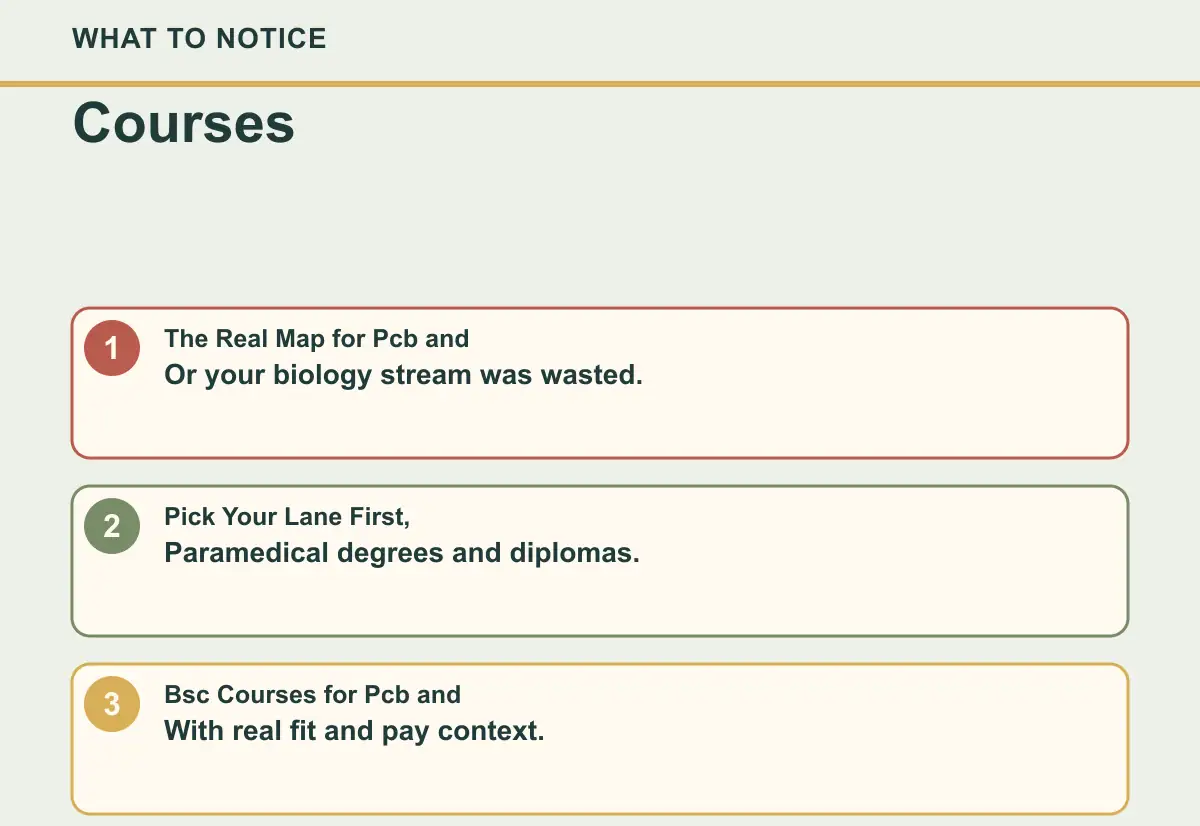 WHAT TO NOTICE
Courses
1
The Real Map for Pcb and
Or your biology stream was wasted.
2
Pick Your Lane First,
Paramedical degrees and diplomas.
3
Bsc Courses for Pcb and
With real fit and pay context.